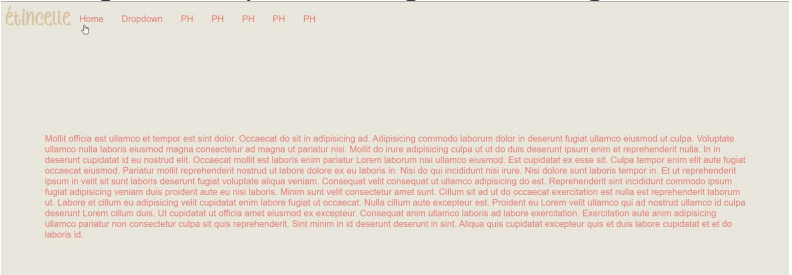 étincelle Home Dropdown PH PH PH PH PH
Mollit officia est ullamco et tempor est sint dolor. Occaecat do sit in adipisicing ad. Adipisicing commodo laborum dolor in deserunt fugiat ullamco eiusmod ut culpa. Voluptate
ullamco nulla laboris eiusmod magna consectetur ad magna ut pariatur nisi. Mollit do irure adipisicing culpa ut ut do duis deserunt ipsum enim et reprehenderit nulla. In in
deserunt cupidatat id eu nostrud elit. Occaecat mollit est laboris enim pariatur Lorem laborum nisi ullamco eiusmod. Est cupidatat ex esse sit. Culpa tempor enim elit aute fugiat
occaecat eiusmod. Pariatur mollit reprehenderit nostrud ut labore dolore ex eu laboris in. Nisi do qui incididunt nisi irure. Nisi dolore sunt laboris tempor in. Et ut reprehenderit
ipsum in velit sit sunt laboris deserunt fugiat voluptate aliqua veniam. Consequat velit consequat ut ullamco adipisicing do est. Reprehenderit sint incididunt commodo ipsum
fugiat adipisicing veniam duis proident aute eu nisi laboris. Minim sunt velit consectetur amet sunt. Cillum sit ad ut do occaecat exercitation est ea enim ad reprehenderit laborum
ut. Labore et cillum eu adipisicing velit cupidatat enim labore fugiat ut occaecat. Nulla cillum aute excepteur est. Proident eu Lorem velit ullamco qui ad nostrud ullamco id culpa
deserunt Lorem cillum duis. Ut cupidatat ut officia amet eiusmod ex excepteur. Consequat anim ullamco laboris ad labore exercitation. Exercitation aute anim adipisicing
ullamco pariatur non consectetur culpa sit quis reprehenderit. Sint minim in id deserunt deserunt in sint. Aliqua quis cupidatat excepteur quis et duis labore cupidatat et et do
laboris id.